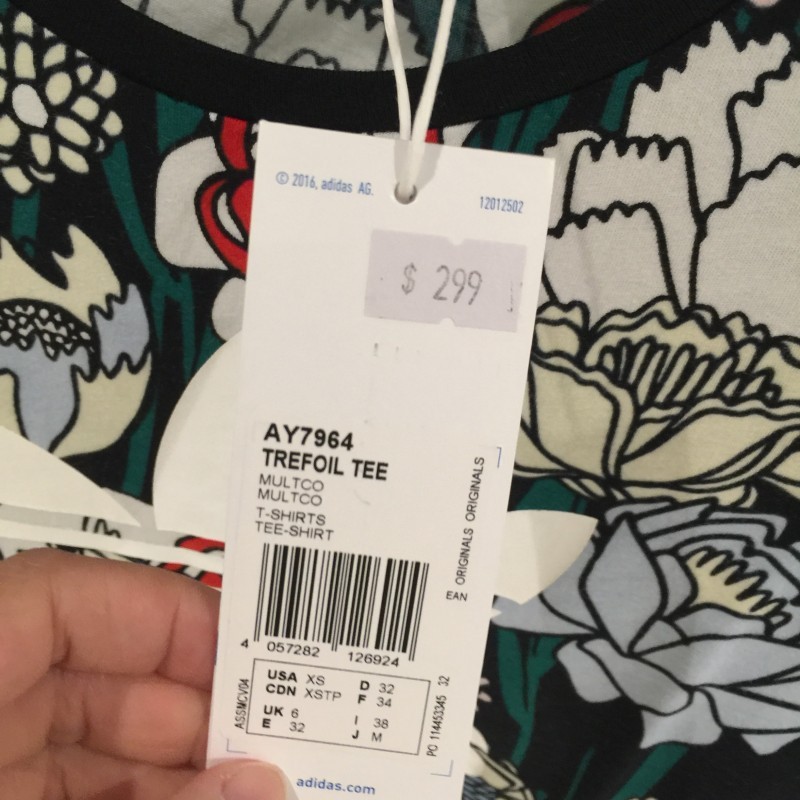 © 2016, adidas AG.
12012502
$ 299
AY7964
TREFOIL TEE
MULTCO
MULTCO
T-SHIRTS
TEE-SHIRT
ORIGINALS ORIGINALS
EAN
4 057282 126924
ASSMCV04
USA XS D 32
CDN XSTP F 34
UK 6 I 38
E 32 J M
PO 114453345 32
adidas.com